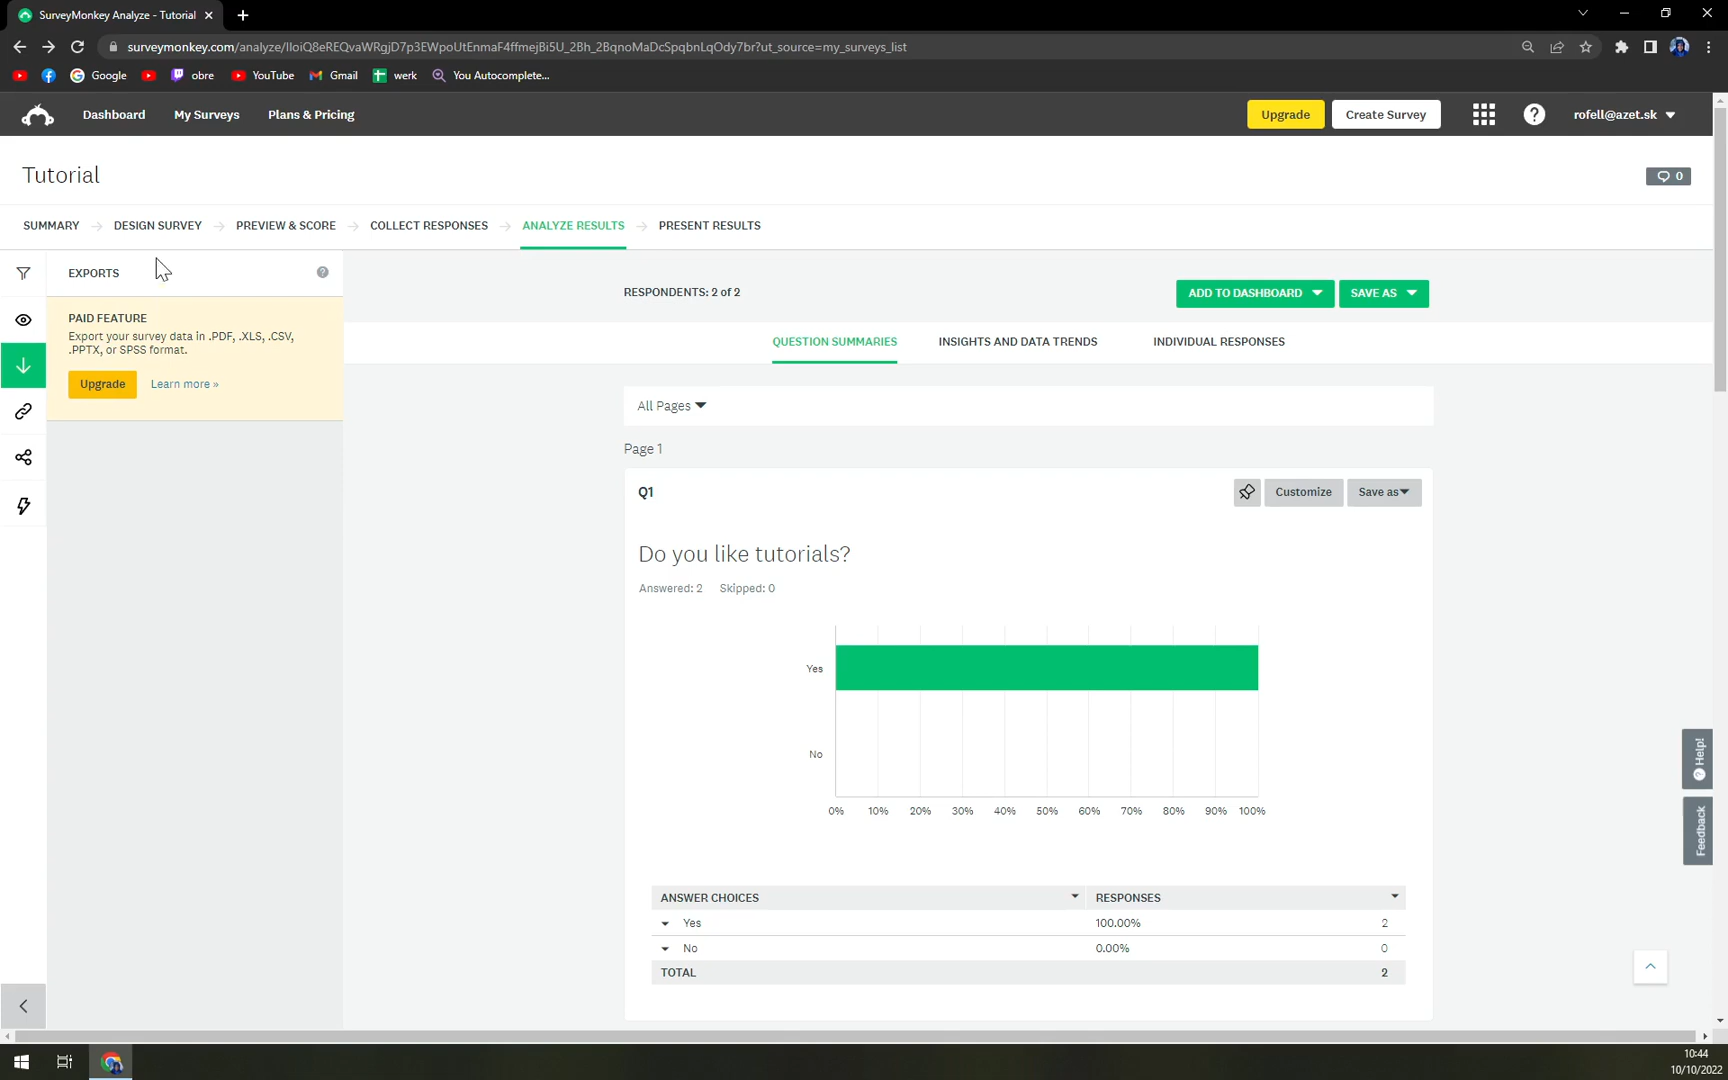 SurveyMonkey Analyze - Tutorial
surveymonkey.com/analyze/IIoiQ8eREQvaWRgjD7p3EWpoUtEnmaF4ffmejBi5U_2Bh_2BqnoMaDcSpqbnLqOdy7br?ut_source=my_surveys_list
Google obre YouTube Gmail werk You Autocomplete...
Dashboard My Surveys Plans & Pricing Upgrade Create Survey rofell@azet.sk
Tutorial 0
SUMMARY DESIGN SURVEY PREVIEW & SCORE COLLECT RESPONSES ANALYZE RESULTS PRESENT RESULTS
EXPORTS
PAID FEATURE
Export your survey data in .PDF, .XLS, .CSV,
.PPTX, or SPSS format.
Upgrade Learn more »
RESPONDENTS: 2 of 2 ADD TO DASHBOARD SAVE AS
QUESTION SUMMARIES INSIGHTS AND DATA TRENDS INDIVIDUAL RESPONSES
All Pages
Page 1
Q1 Customize Save as
Do you like tutorials?
Answered: 2 Skipped: 0
Yes
No
0% 10% 20% 30% 40% 50% 60% 70% 80% 90% 100%
ANSWER CHOICES RESPONSES
Yes 100.00% 2
No 0.00% 0
TOTAL 2
Help!
Feedback
10:44
10/10/2022